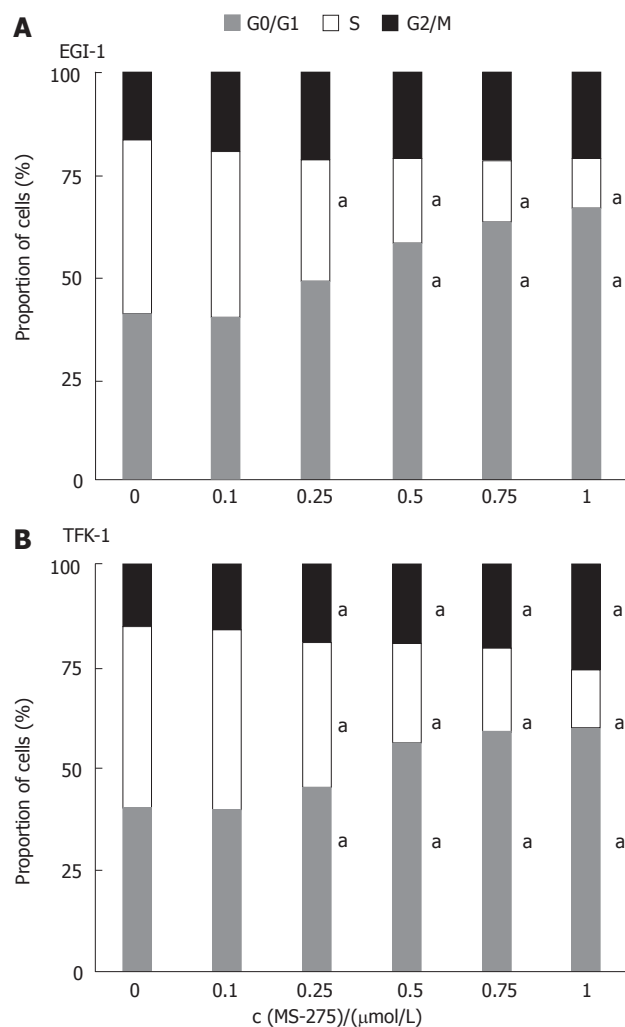 A
G0/G1 S G2/M
EGI-1
Proportion of cells (%)
100
75
50
25
0
a a a a
a a a
0 0.1 0.25 0.5 0.75 1
B
TFK-1
Proportion of cells (%)
100
75
50
25
0
a a a a
a a a a
a a a a
0 0.1 0.25 0.5 0.75 1
c (MS-275)/(μmol/L)